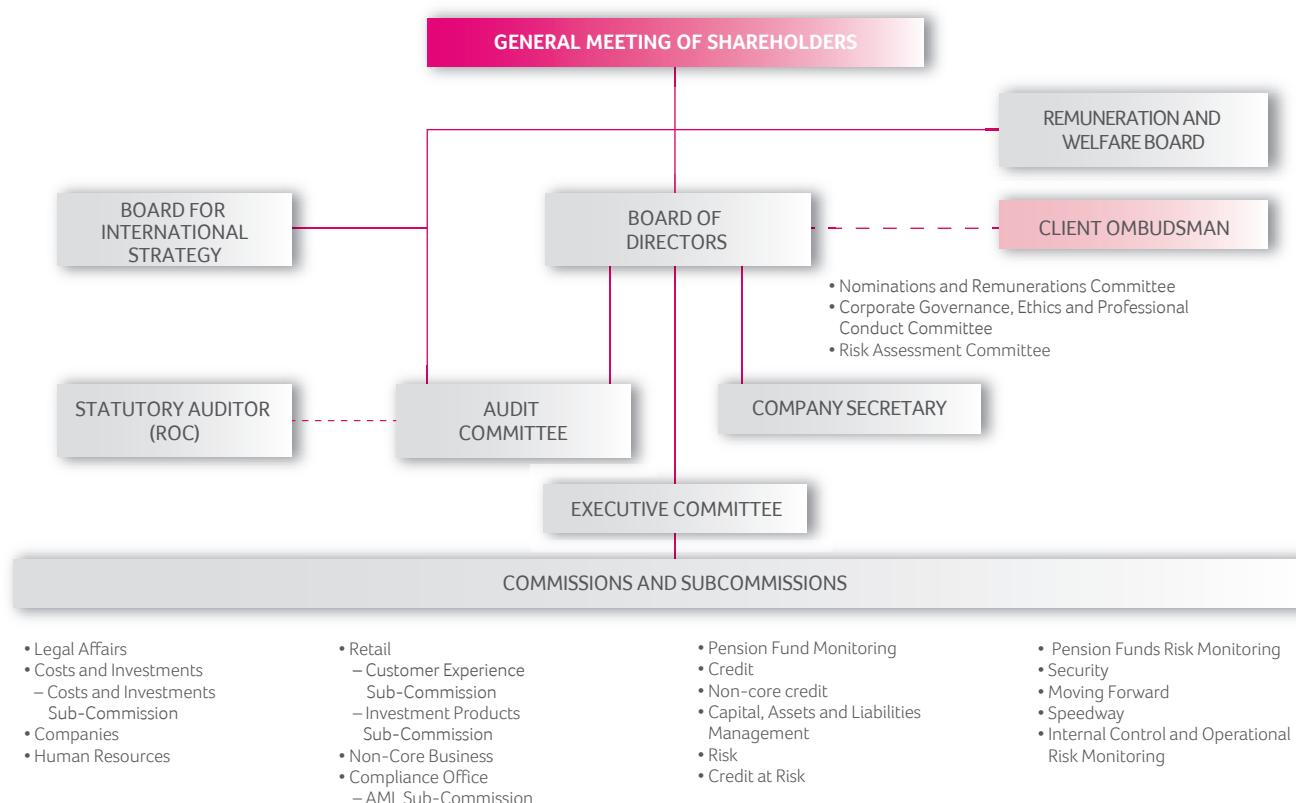 GENERAL MEETING OF SHAREHOLDERS
REMUNERATION AND
WELFARE BOARD
BOARD FOR
INTERNATIONAL
STRATEGY
BOARD OF
DIRECTORS
CLIENT OMBUDSMAN
• Nominations and Remunerations Committee
• Corporate Governance, Ethics and Professional
Conduct Committee
• Risk Assessment Committee
STATUTORY AUDITOR
(ROC)
AUDIT
COMMITTEE
COMPANY SECRETARY
EXECUTIVE COMMITTEE
COMMISSIONS AND SUBCOMMISSIONS
• Legal Affairs
• Costs and Investments
– Costs and Investments
Sub-Commission
• Companies
• Human Resources
• Retail
– Customer Experience
Sub-Commission
– Investment Products
Sub-Commission
• Non-Core Business
• Compliance Office
– AML Sub-Commission
• Pension Fund Monitoring
• Credit
• Non-core credit
• Capital, Assets and Liabilities
Management
• Risk
• Credit at Risk
• Pension Funds Risk Monitoring
• Security
• Moving Forward
• Speedway
• Internal Control and Operational
Risk Monitoring